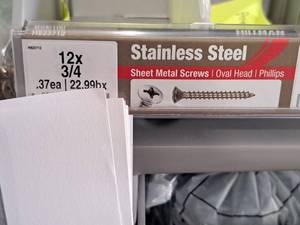 12x
3/4
.37ea | 22.99bx
Stainless Steel
Sheet Metal Screws | Oval Head | Phillips